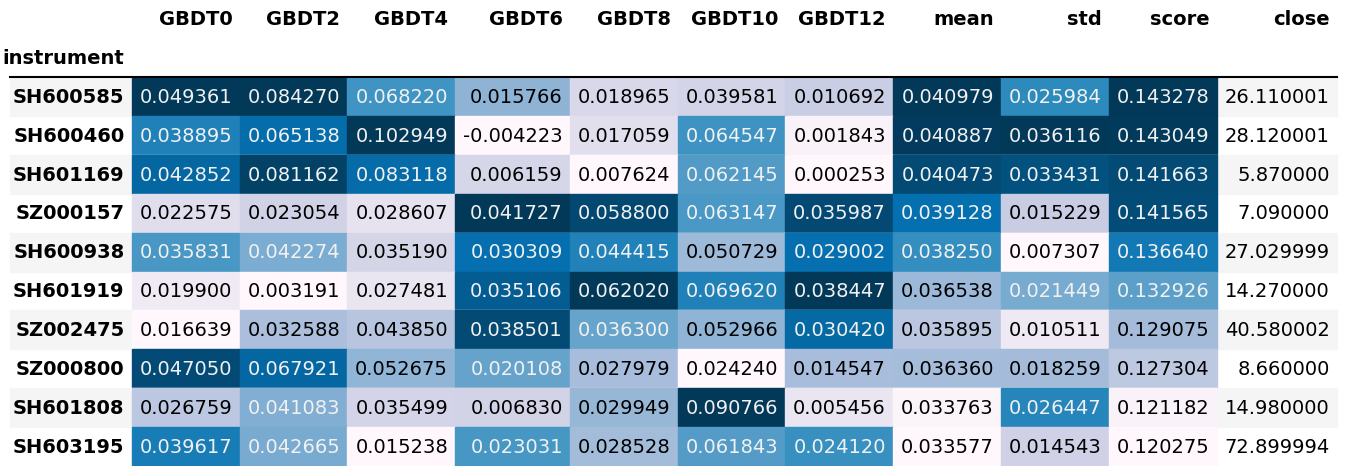 GBDT0 GBDT2 GBDT4 GBDT6 GBDT8 GBDT10 GBDT12 mean std score close
instrument
SH600585 0.049361 0.084270 0.068220 0.015766 0.018965 0.039581 0.010692 0.040979 0.025984 0.143278 26.110001
SH600460 0.038895 0.065138 0.102949 -0.004223 0.017059 0.064547 0.001843 0.040887 0.036116 0.143049 28.120001
SH601169 0.042852 0.081162 0.083118 0.006159 0.007624 0.062145 0.000253 0.040473 0.033431 0.141663 5.870000
SZ000157 0.022575 0.023054 0.028607 0.041727 0.058800 0.063147 0.035987 0.039128 0.015229 0.141565 7.090000
SH600938 0.035831 0.042274 0.035190 0.030309 0.044415 0.050729 0.029002 0.038250 0.007307 0.136640 27.029999
SH601919 0.019900 0.003191 0.027481 0.035106 0.062020 0.069620 0.038447 0.036538 0.021449 0.132926 14.270000
SZ002475 0.016639 0.032588 0.043850 0.038501 0.036300 0.052966 0.030420 0.035895 0.010511 0.129075 40.580002
SZ000800 0.047050 0.067921 0.052675 0.020108 0.027979 0.024240 0.014547 0.036360 0.018259 0.127304 8.660000
SH601808 0.026759 0.041083 0.035499 0.006830 0.029949 0.090766 0.005456 0.033763 0.026447 0.121182 14.980000
SH603195 0.039617 0.042665 0.015238 0.023031 0.028528 0.061843 0.024120 0.033577 0.014543 0.120275 72.899994